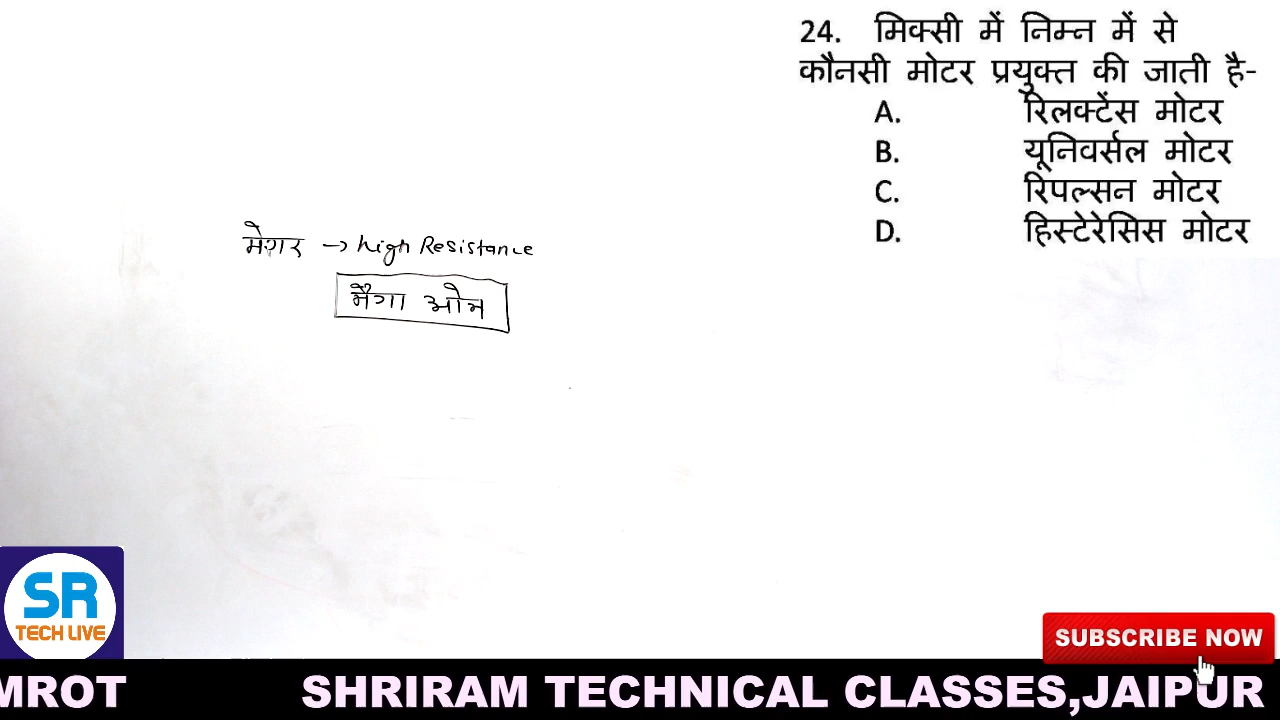 24. मिक्सी में निम्न में से
कौनसी मोटर प्रयुक्त की जाती है-
A. रिलक्टेंस मोटर
B. यूनिवर्सल मोटर
C. रिपल्सन मोटर
D. हिस्टेरेसिस मोटर
मेगर → high Resistance
मैगा ओम
SR
TECH LIVE
SUBSCRIBE NOW
MROT SHRIRAM TECHNICAL CLASSES,JAIPUR